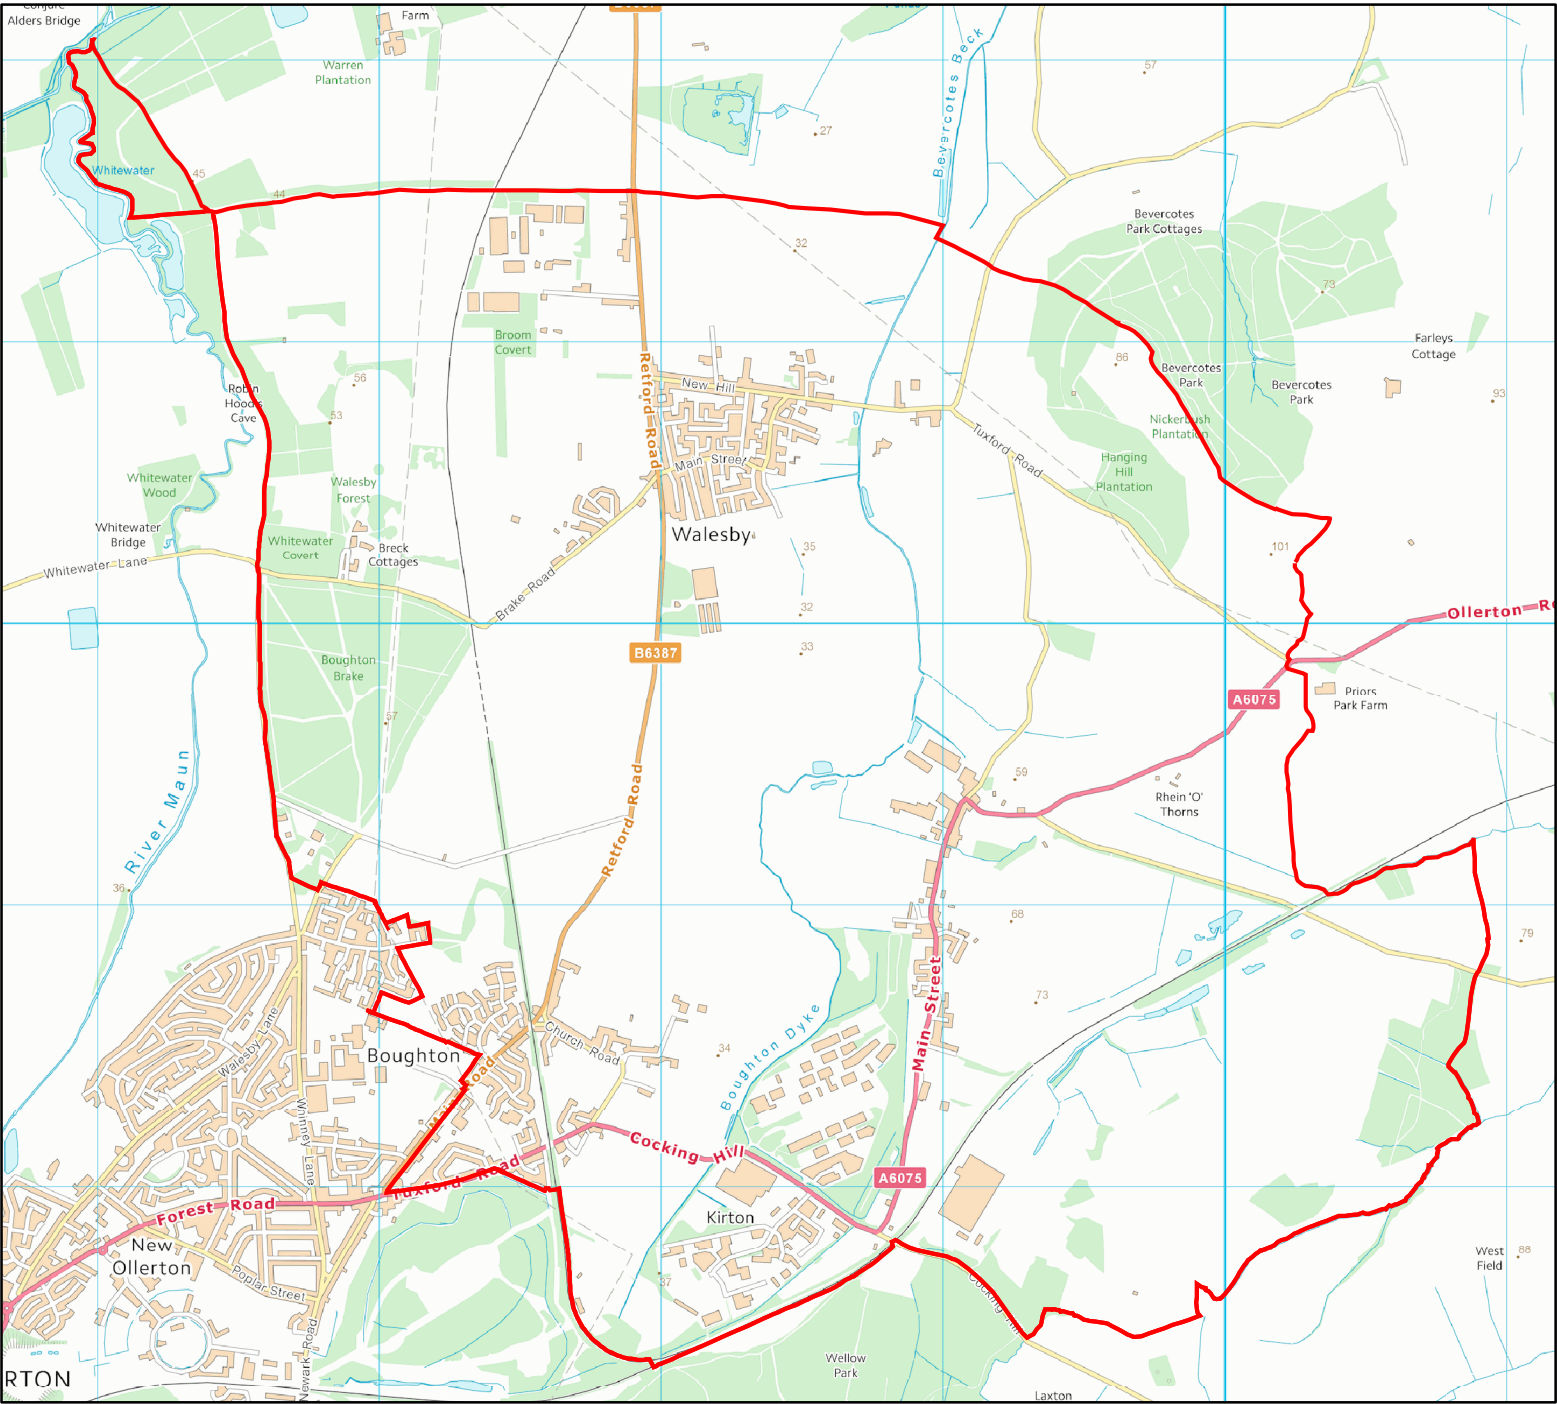 Alders Bridge
Farm
Warren
Plantation
57
27
Bevercotes Beck
Whitewater
45
44
Bevercotes
Park Cottages
32
73
Broom
Covert
Farleys
Cottage
86
Bevercotes
Park
Bevercotes
Park
93
56
Robin
Hood's
Cave
53
New Hill
Retford Road
Main Street
Tuxford Road
Nickerbush
Plantation
Hanging
Hill
Plantation
Whitewater
Wood
Walesby
Forest
Whitewater
Bridge
Whitewater
Covert
Breck
Cottages
Walesby
35
101
Whitewater Lane
Brake Road
32
Ollerton
33
B6387
Boughton
Brake
67
A6075
Priors
Park Farm
River Maun
Retford Road
59
Rhein 'O'
Thorns
36
68
79
Main Street
73
Walesby Lane
Boughton
Church Road
34
Boughton Dyke
Main Road
Whinney Lane
Cocking Hill
Tuxford Road
A6075
Forest Road
Kirton
New
Ollerton
Poplar Street
37
Cocking Hill
West
Field
88
Newark Road
Wellow
Park
RTON
Laxton